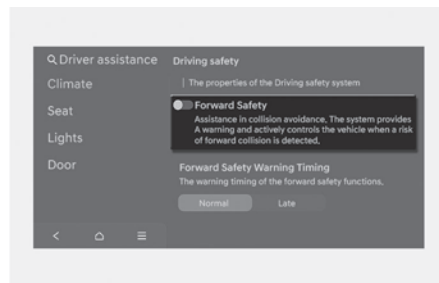 Driver assistance
Climate
Seat
Lights
Door
Driving safety
The properties of the Driving safety system
Forward Safety
Assistance in collision avoidance, The system provides
A warning and actively controls the vehicle when a risk
of forward collision is detected,
Forward Safety Warning Timing
The warning timing of the forward safety functions,
Normal
Late